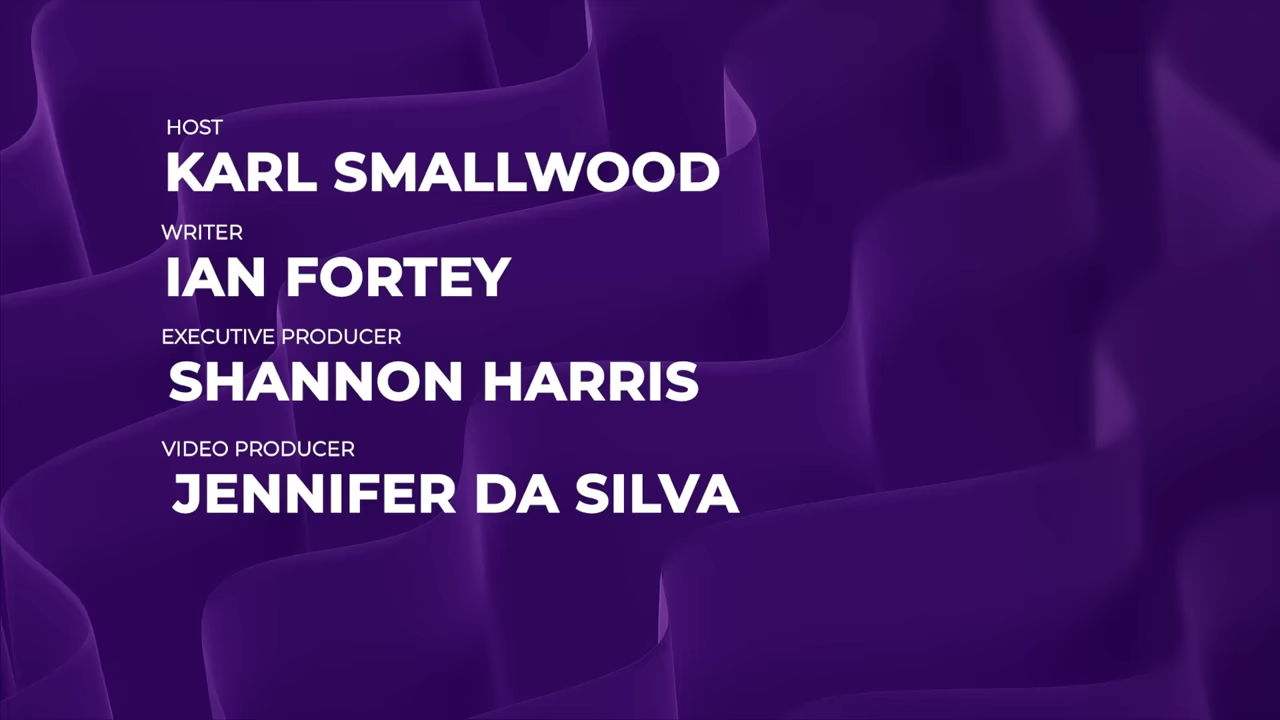 HOST
KARL SMALLWOOD
WRITER
IAN FORTEY
EXECUTIVE PRODUCER
SHANNON HARRIS
VIDEO PRODUCER
JENNIFER DA SILVA